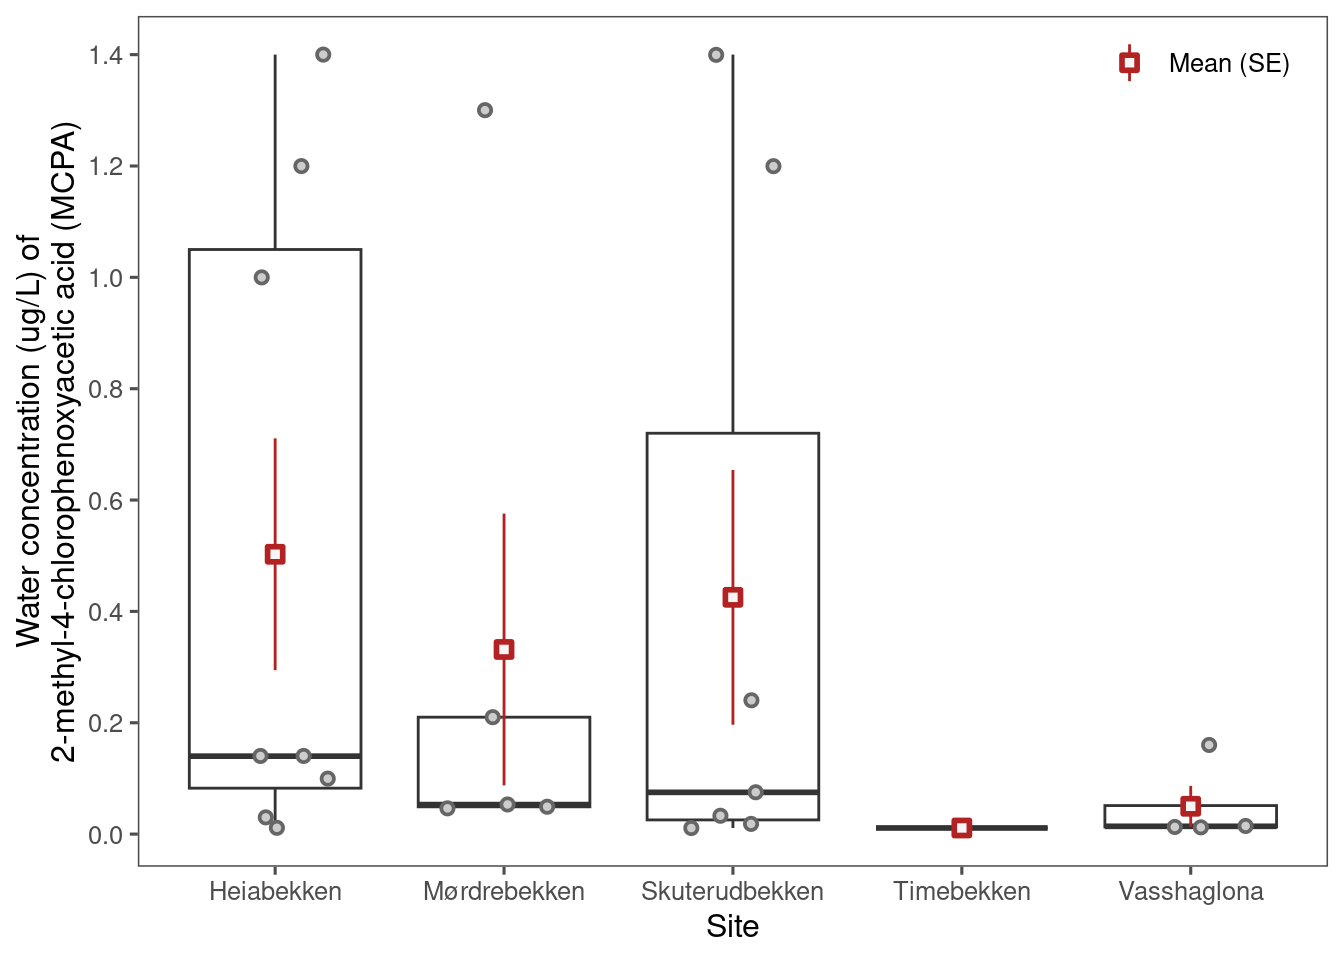 Water concentration (ug/L) of
2-methyl-4-chlorophenoxyacetic acid (MCPA)
1.4
1.2
1.0
0.8
0.6
0.4
0.2
0.0
Mean (SE)
Heiabekken
Mørdrebekken
Skuterudbekken
Timebekken
Vasshaglona
Site